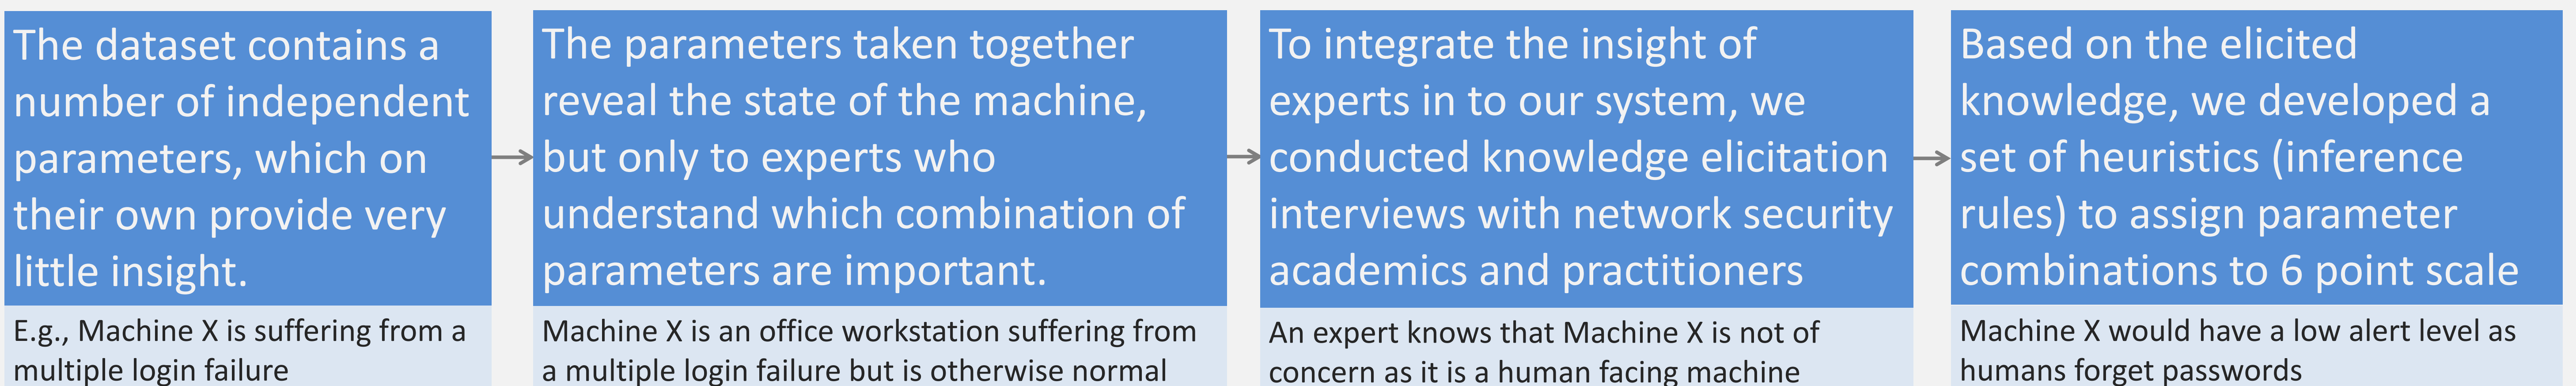 The dataset contains a
number of independent
parameters, which on
their own provide very
little insight.
E.g., Machine X is suffering from a
multiple login failure
The parameters taken together
reveal the state of the machine,
but only to experts who
understand which combination of
parameters are important.
Machine X is an office workstation suffering from
a multiple login failure but is otherwise normal
To integrate the insight of
experts in to our system, we
conducted knowledge elicitation
interviews with network security
academics and practitioners
An expert knows that Machine X is not of
concern as it is a human facing machine
Based on the elicited
knowledge, we developed a
set of heuristics (inference
rules) to assign parameter
combinations to 6 point scale
Machine X would have a low alert level as
humans forget passwords